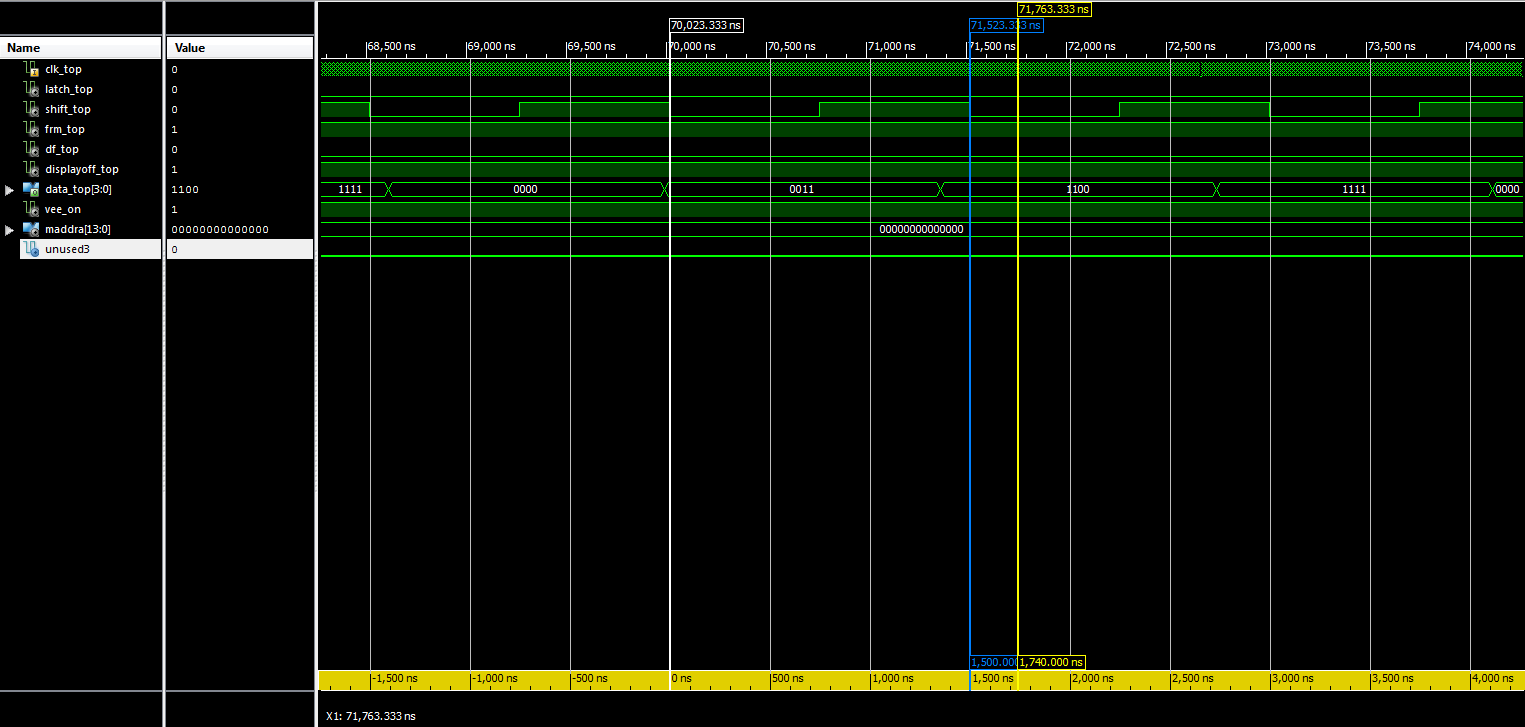 71,763.333 ns
70,023.333 ns
71,523.333 ns
Name Value
68,500 ns 69,000 ns 69,500 ns 70,000 ns 70,500 ns 71,000 ns 71,500 ns 72,000 ns 72,500 ns 73,000 ns 73,500 ns 74,000 ns
clk_top 0
latch_top 0
shift_top 0
frm_top 1
df_top 0
displayoff_top 1
data_top[3:0] 1100 1111 0000 0011 1100 1111 0000
vee_on 1
maddra[13:0] 00000000000000 00000000000000
unused3 0
1,500.00 1,740.000 ns
-1,500 ns -1,000 ns -500 ns 0 ns 500 ns 1,000 ns 1,500 ns 2,000 ns 2,500 ns 3,000 ns 3,500 ns 4,000 ns
X1: 71,763.333 ns